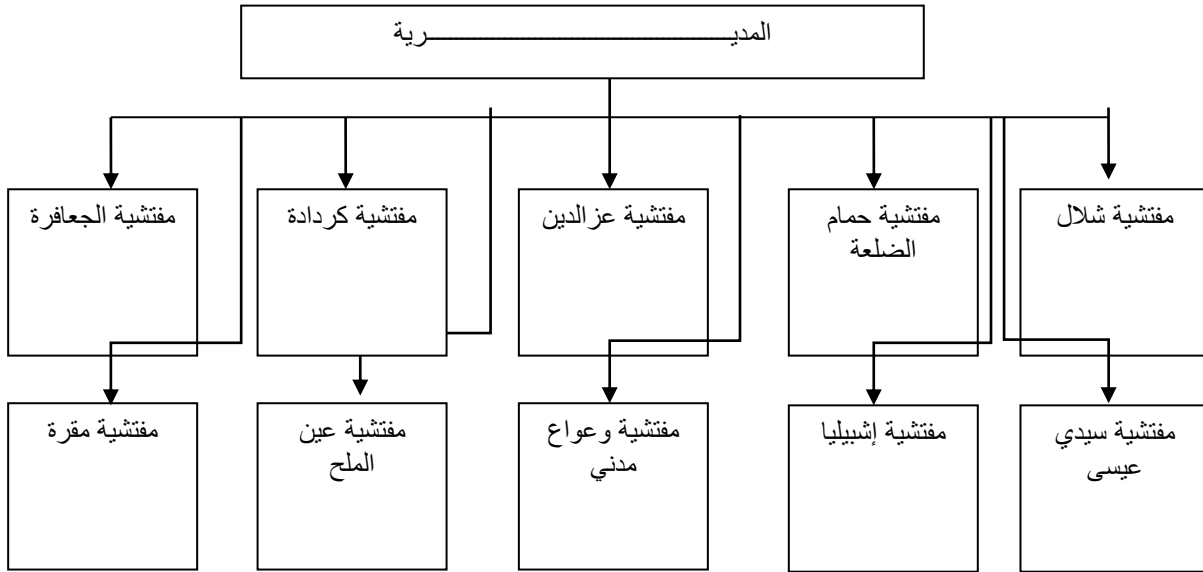 المديـــــــــــــــــــــــــــــــــــــرية
مفتشية شلال
مفتشية حمام
الضلعة
مفتشية عزالدين
مفتشية كردادة
مفتشية الجعافرة
مفتشية سيدي
عيسى
مفتشية إشبيليا
مفتشية وعواع
مدني
مفتشية عين
الملح
مفتشية مقرة